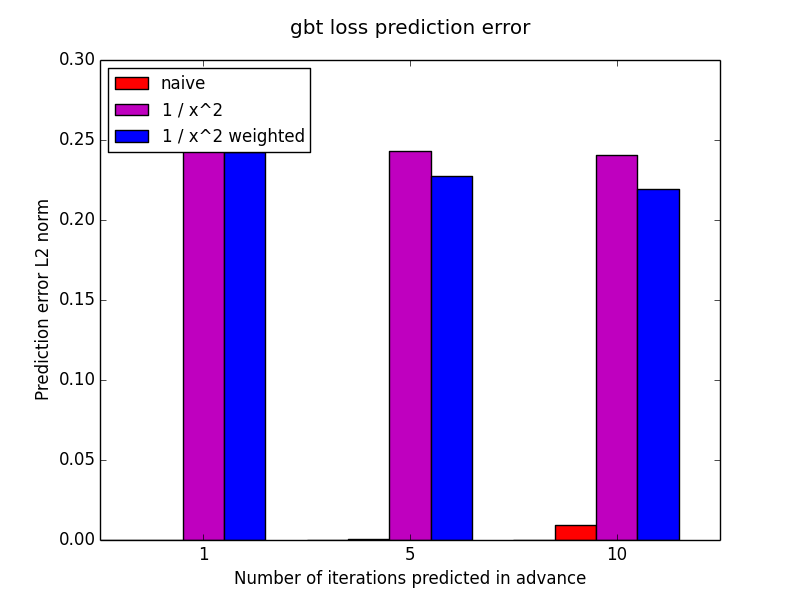 gbt loss prediction error
naive
1 / x^2
1 / x^2 weighted
0.30
0.25
0.20
0.15
0.10
0.05
0.00
Prediction error L2 norm
1 5 10
Number of iterations predicted in advance